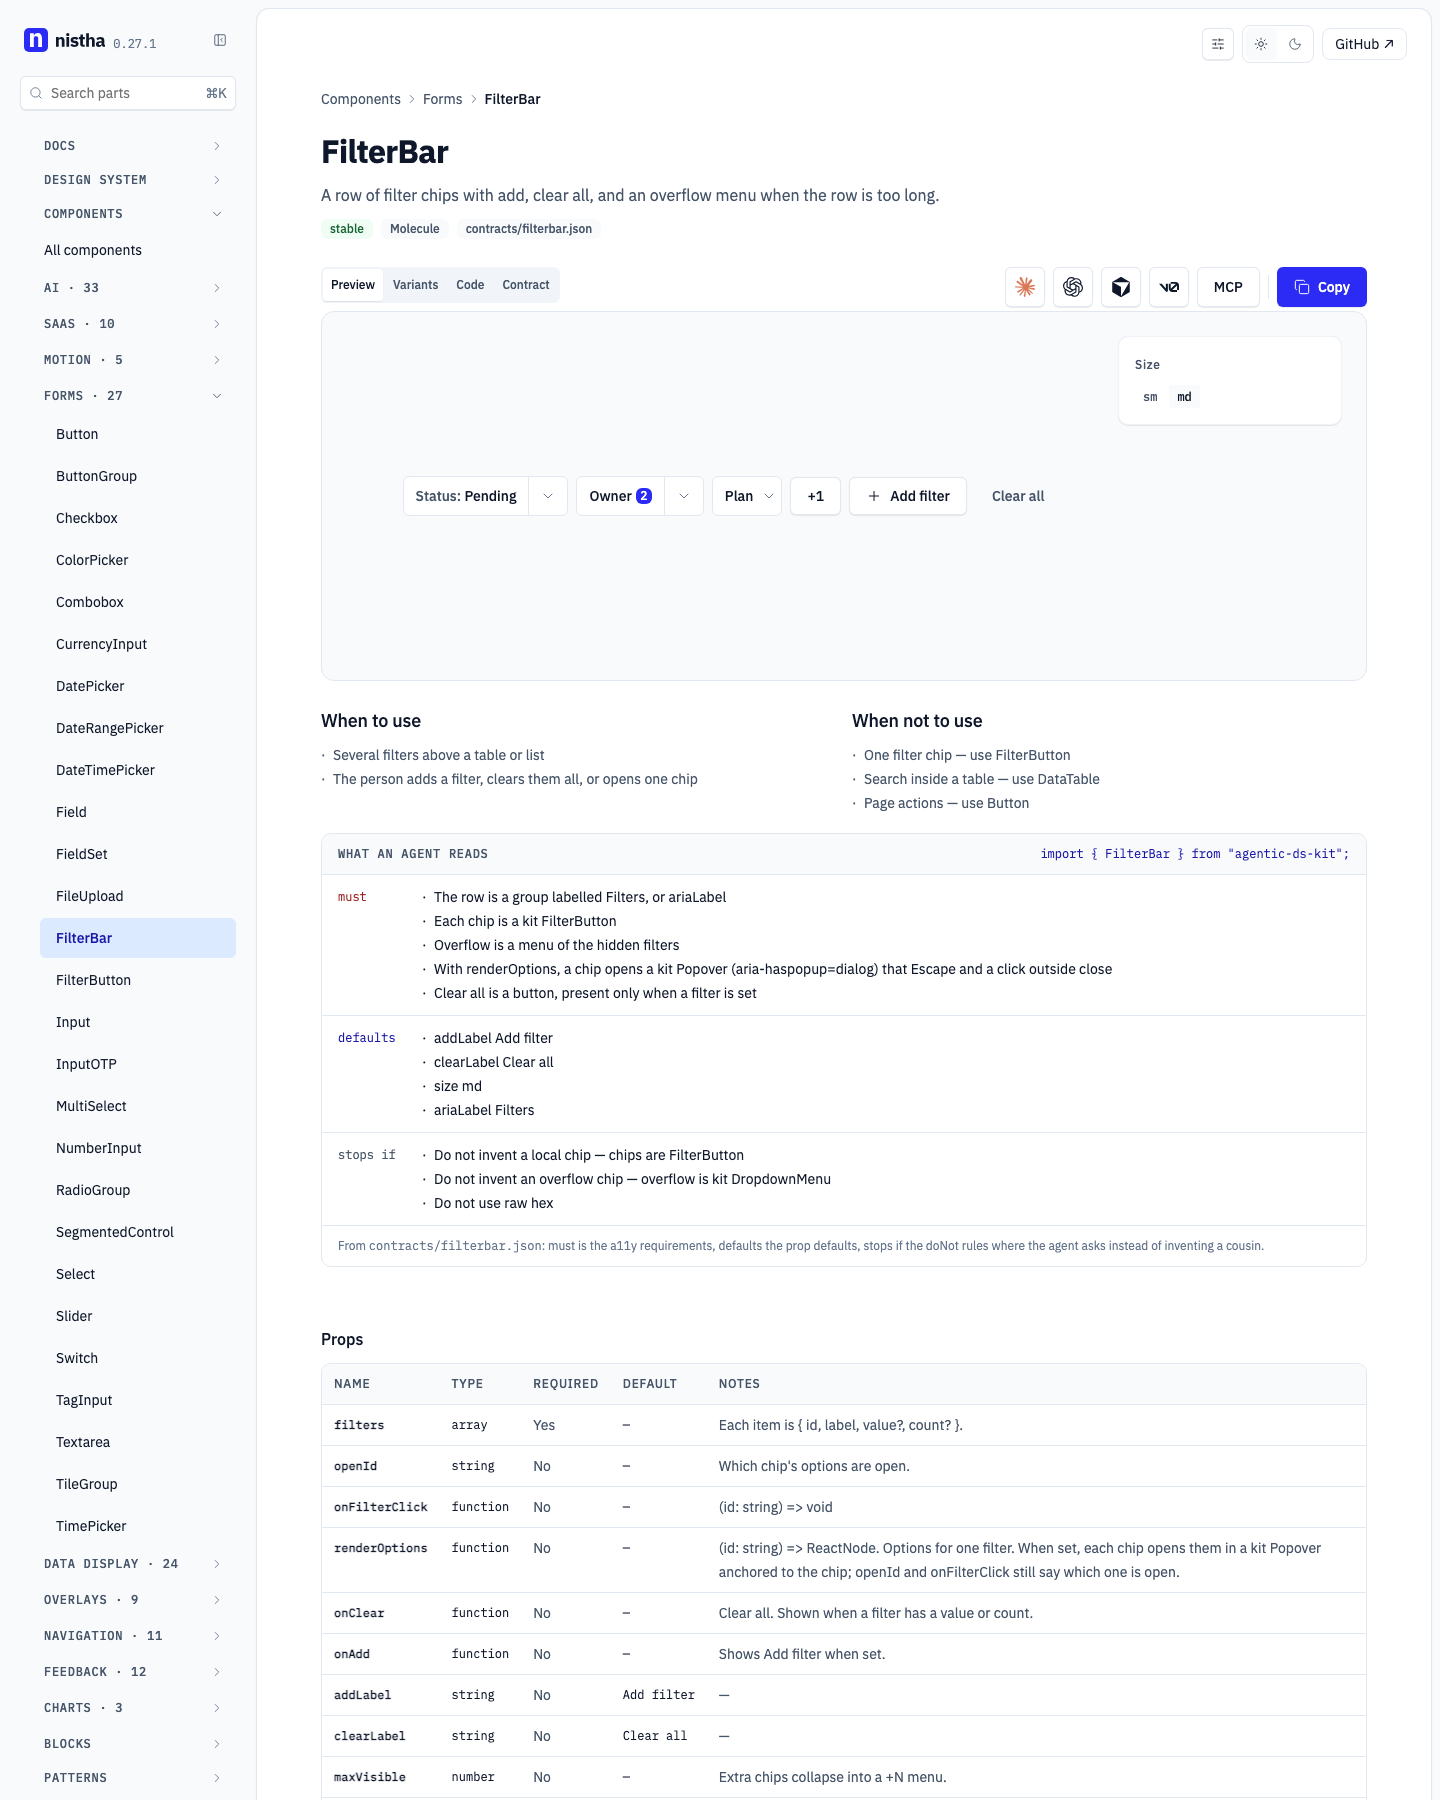 n nistha 0.27.1
Search parts ⌘K
DOCS
DESIGN SYSTEM
COMPONENTS
All components
AI · 33
SAAS · 10
MOTION · 5
FORMS · 27
Button
ButtonGroup
Checkbox
ColorPicker
Combobox
CurrencyInput
DatePicker
DateRangePicker
DateTimePicker
Field
FieldSet
FileUpload
FilterBar
FilterButton
Input
InputOTP
MultiSelect
NumberInput
RadioGroup
SegmentedControl
Select
Slider
Switch
TagInput
Textarea
TileGroup
TimePicker
DATA DISPLAY · 24
OVERLAYS · 9
NAVIGATION · 11
FEEDBACK · 12
CHARTS · 3
BLOCKS
PATTERNS
GitHub ↗
Components > Forms > FilterBar
FilterBar
A row of filter chips with add, clear all, and an overflow menu when the row is too long.
stable Molecule contracts/filterbar.json
Preview Variants Code Contract
v0 MCP Copy
Size
sm md
Status: Pending Owner 2 Plan +1 + Add filter Clear all
When to use
· Several filters above a table or list
· The person adds a filter, clears them all, or opens one chip
When not to use
· One filter chip — use FilterButton
· Search inside a table — use DataTable
· Page actions — use Button
WHAT AN AGENT READS import { FilterBar } from "agentic-ds-kit";
must · The row is a group labelled Filters, or ariaLabel
· Each chip is a kit FilterButton
· Overflow is a menu of the hidden filters
· With renderOptions, a chip opens a kit Popover (aria-haspopup=dialog) that Escape and a click outside close
· Clear all is a button, present only when a filter is set
defaults · addLabel Add filter
· clearLabel Clear all
· size md
· ariaLabel Filters
stops if · Do not invent a local chip — chips are FilterButton
· Do not invent an overflow chip — overflow is kit DropdownMenu
· Do not use raw hex
From contracts/filterbar.json: must is the a11y requirements, defaults the prop defaults, stops if the doNot rules where the agent asks instead of inventing a cousin.
Props
NAME TYPE REQUIRED DEFAULT NOTES
filters array Yes — Each item is { id, label, value?, count? }.
openId string No — Which chip's options are open.
onFilterClick function No — (id: string) => void
renderOptions function No — (id: string) => ReactNode. Options for one filter. When set, each chip opens them in a kit Popover
anchored to the chip; openId and onFilterClick still say which one is open.
onClear function No — Clear all. Shown when a filter has a value or count.
onAdd function No — Shows Add filter when set.
addLabel string No Add filter —
clearLabel string No Clear all —
maxVisible number No — Extra chips collapse into a +N menu.